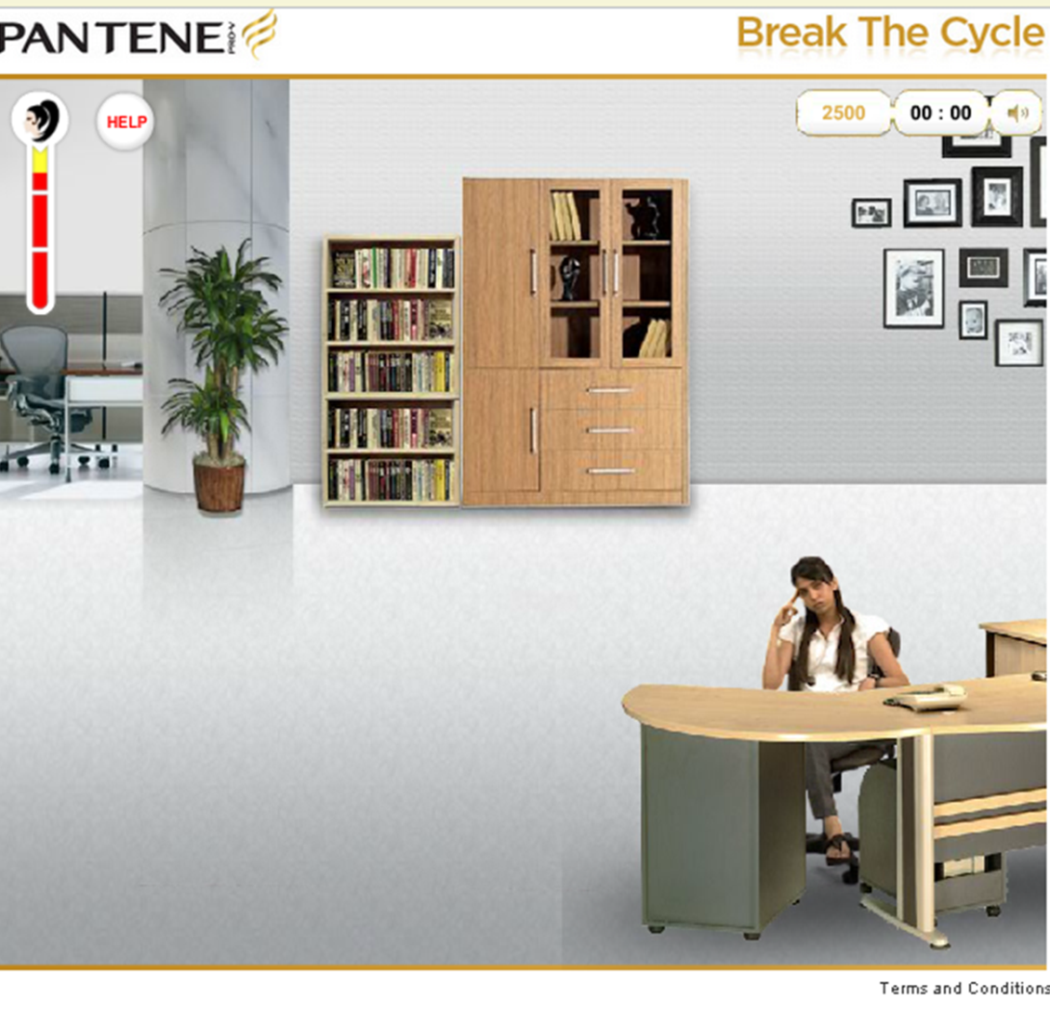 PANTENE PRO-V
Break The Cycle
HELP
2500
00 : 00
Terms and Conditions